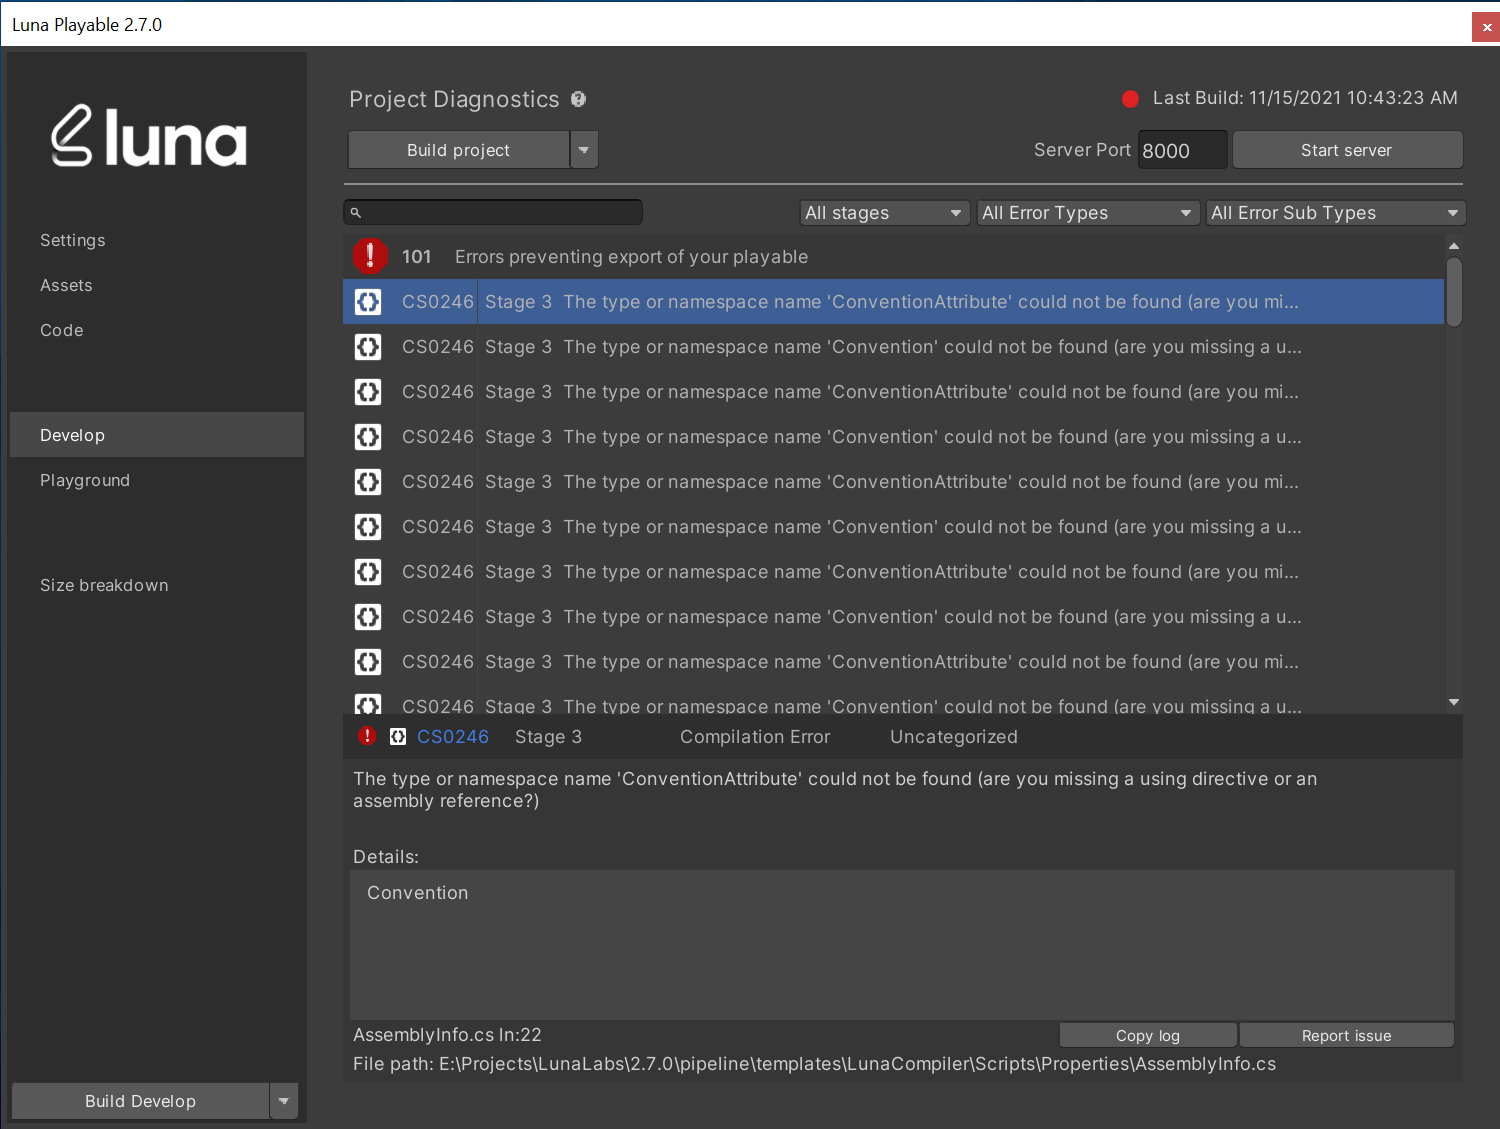 Luna Playable 2.7.0
luna
Settings
Assets
Code
Develop
Playground
Size breakdown
Build Develop
Project Diagnostics
Last Build: 11/15/2021 10:43:23 AM
Build project
Server Port 8000 Start server
All stages All Error Types All Error Sub Types
101 Errors preventing export of your playable
CS0246 Stage 3 The type or namespace name 'ConventionAttribute' could not be found (are you mi...
CS0246 Stage 3 The type or namespace name 'Convention' could not be found (are you missing a u...
CS0246 Stage 3 The type or namespace name 'ConventionAttribute' could not be found (are you mi...
CS0246 Stage 3 The type or namespace name 'Convention' could not be found (are you missing a u...
CS0246 Stage 3 The type or namespace name 'ConventionAttribute' could not be found (are you mi...
CS0246 Stage 3 The type or namespace name 'Convention' could not be found (are you missing a u...
CS0246 Stage 3 The type or namespace name 'ConventionAttribute' could not be found (are you mi...
CS0246 Stage 3 The type or namespace name 'Convention' could not be found (are you missing a u...
CS0246 Stage 3 The type or namespace name 'ConventionAttribute' could not be found (are you mi...
CS0246 Stage 3 The type or namespace name 'Convention' could not be found (are you missing a u...
CS0246 Stage 3 Compilation Error Uncategorized
The type or namespace name 'ConventionAttribute' could not be found (are you missing a using directive or an
assembly reference?)
Details:
Convention
AssemblyInfo.cs ln:22
Copy log Report issue
File path: E:\Projects\LunaLabs\2.7.0\pipeline\templates\LunaCompiler\Scripts\Properties\AssemblyInfo.cs